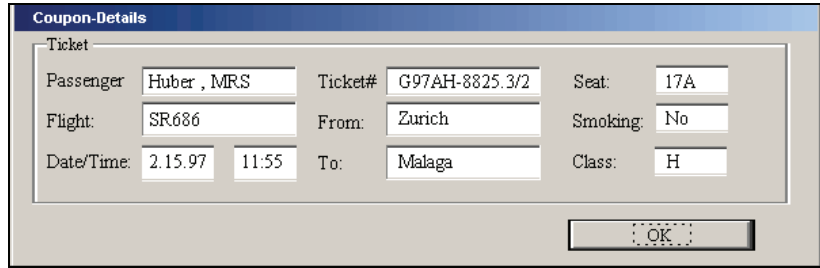 Coupon-Details
Ticket
Passenger Huber , MRS Ticket# G97AH-8825.3/2 Seat: 17A
Flight: SR686 From: Zurich Smoking: No
Date/Time: 2.15.97 11:55 To: Malaga Class: H
OK